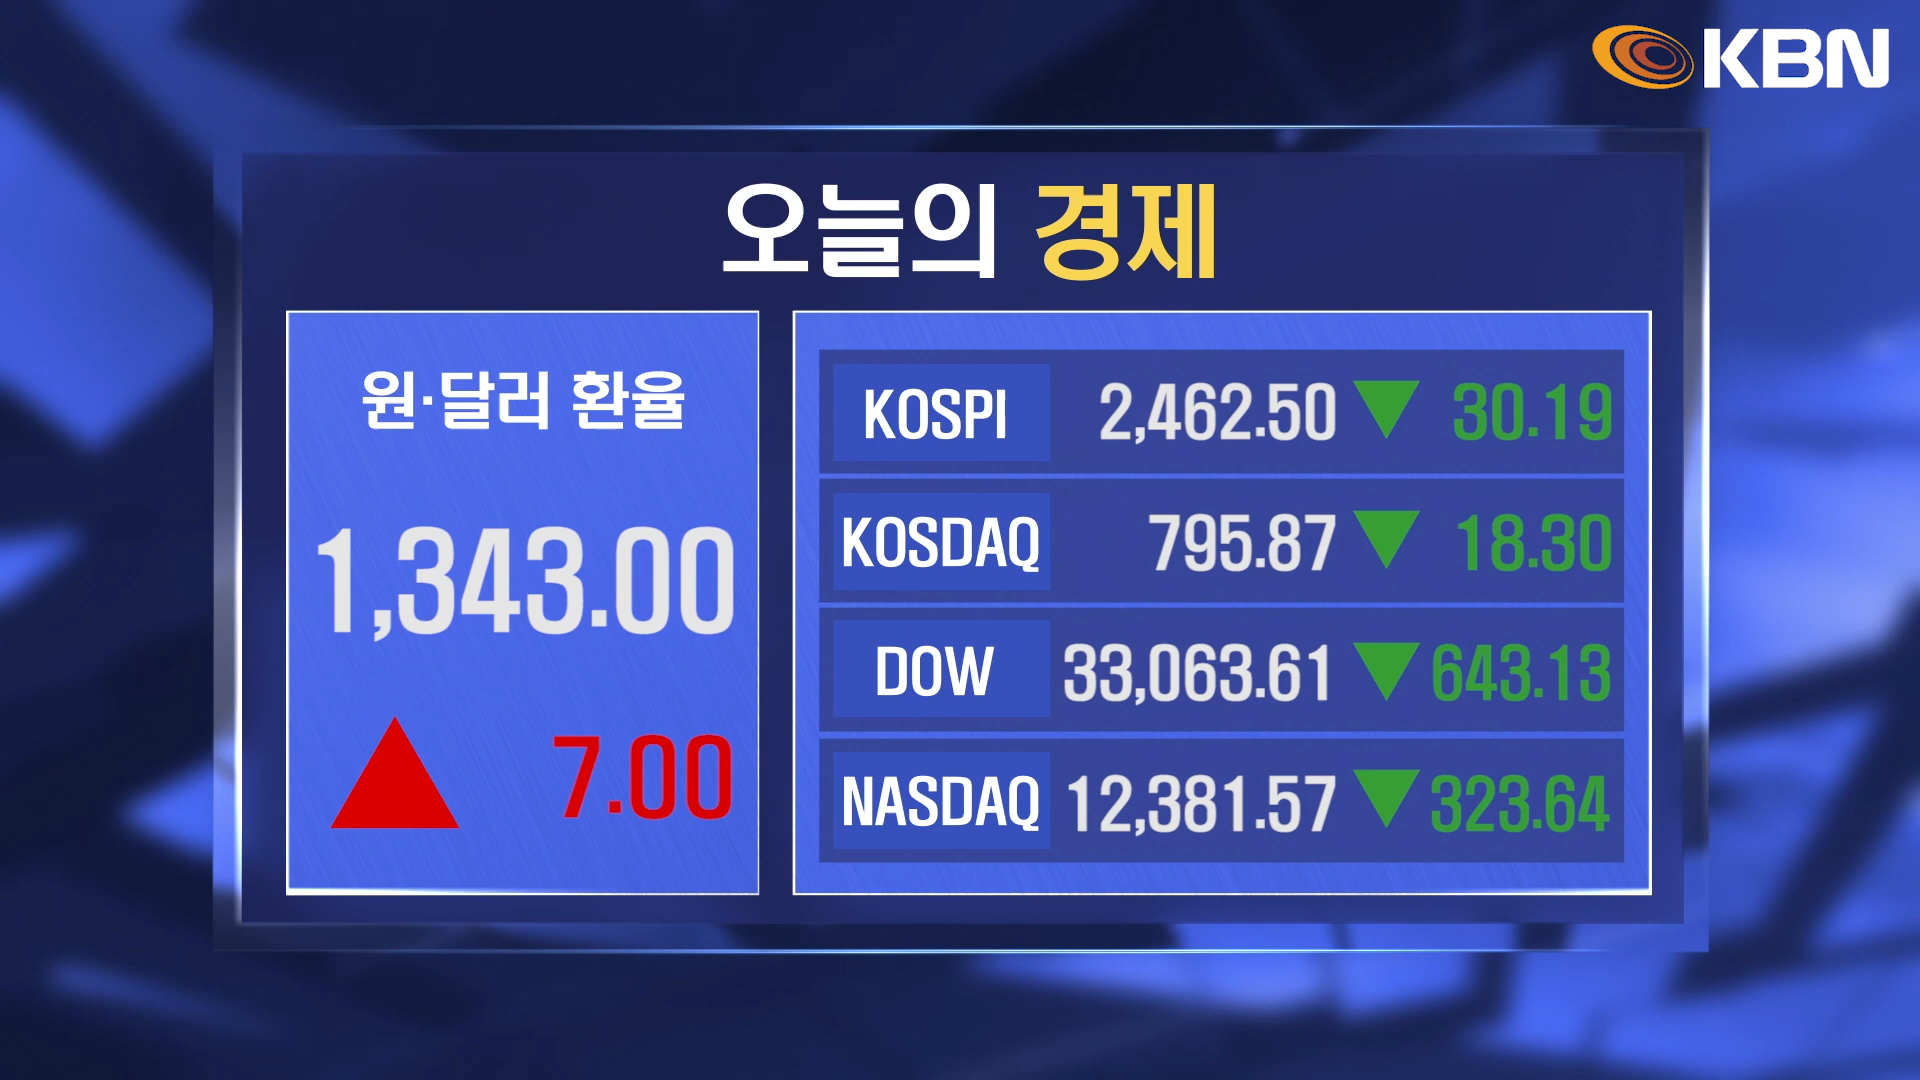 KBN
오늘의 경제
원·달러 환율
1,343.00
▲ 7.00
KOSPI 2,462.50 ▼ 30.19
KOSDAQ 795.87 ▼ 18.30
DOW 33,063.61 ▼ 643.13
NASDAQ 12,381.57 ▼ 323.64